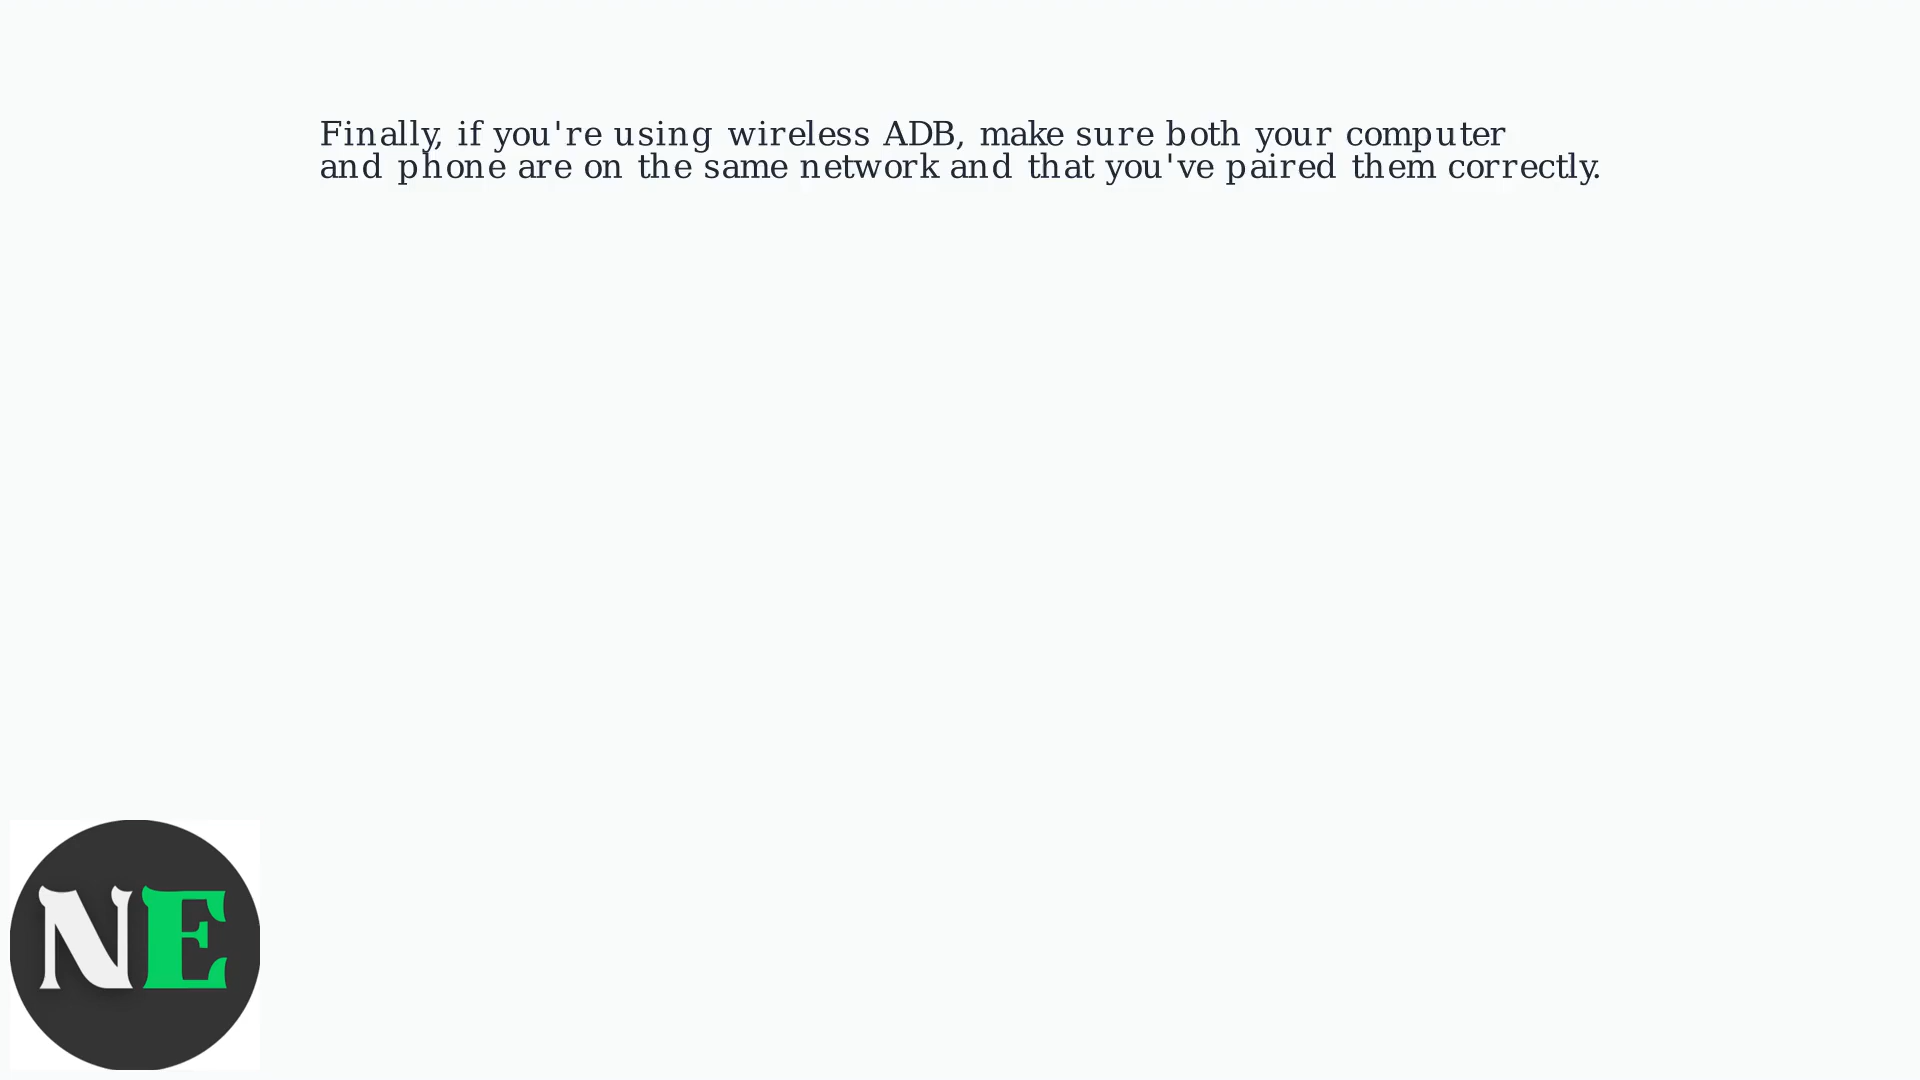 Finally, if you're using wireless ADB, make sure both your computer
and phone are on the same network and that you've paired them correctly.
NE